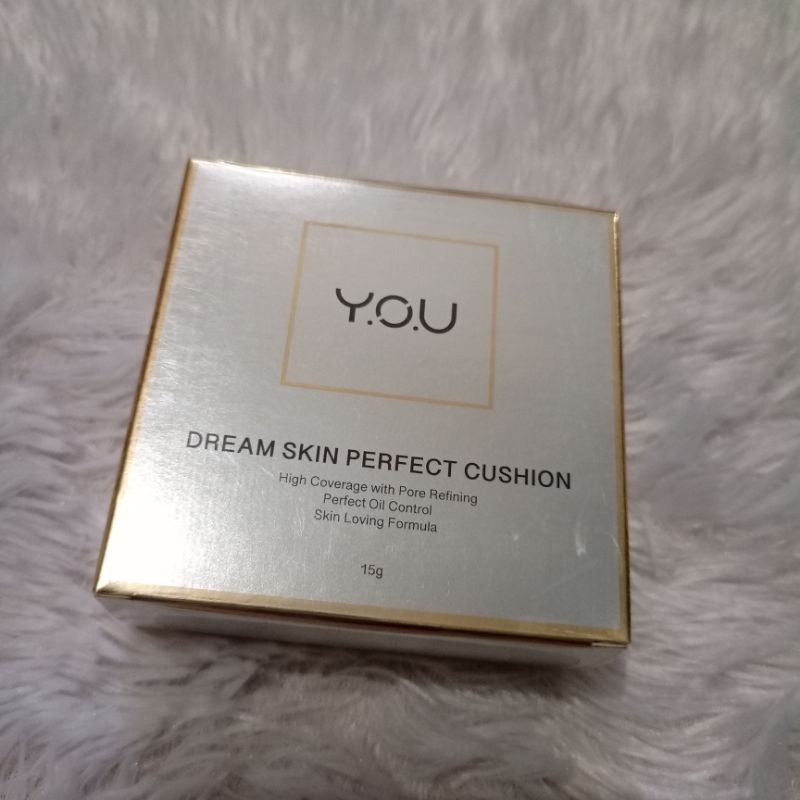 Y.O.U
DREAM SKIN PERFECT CUSHION
High Coverage with Pore Refining
Perfect Oil Control
Skin Loving Formula
15g